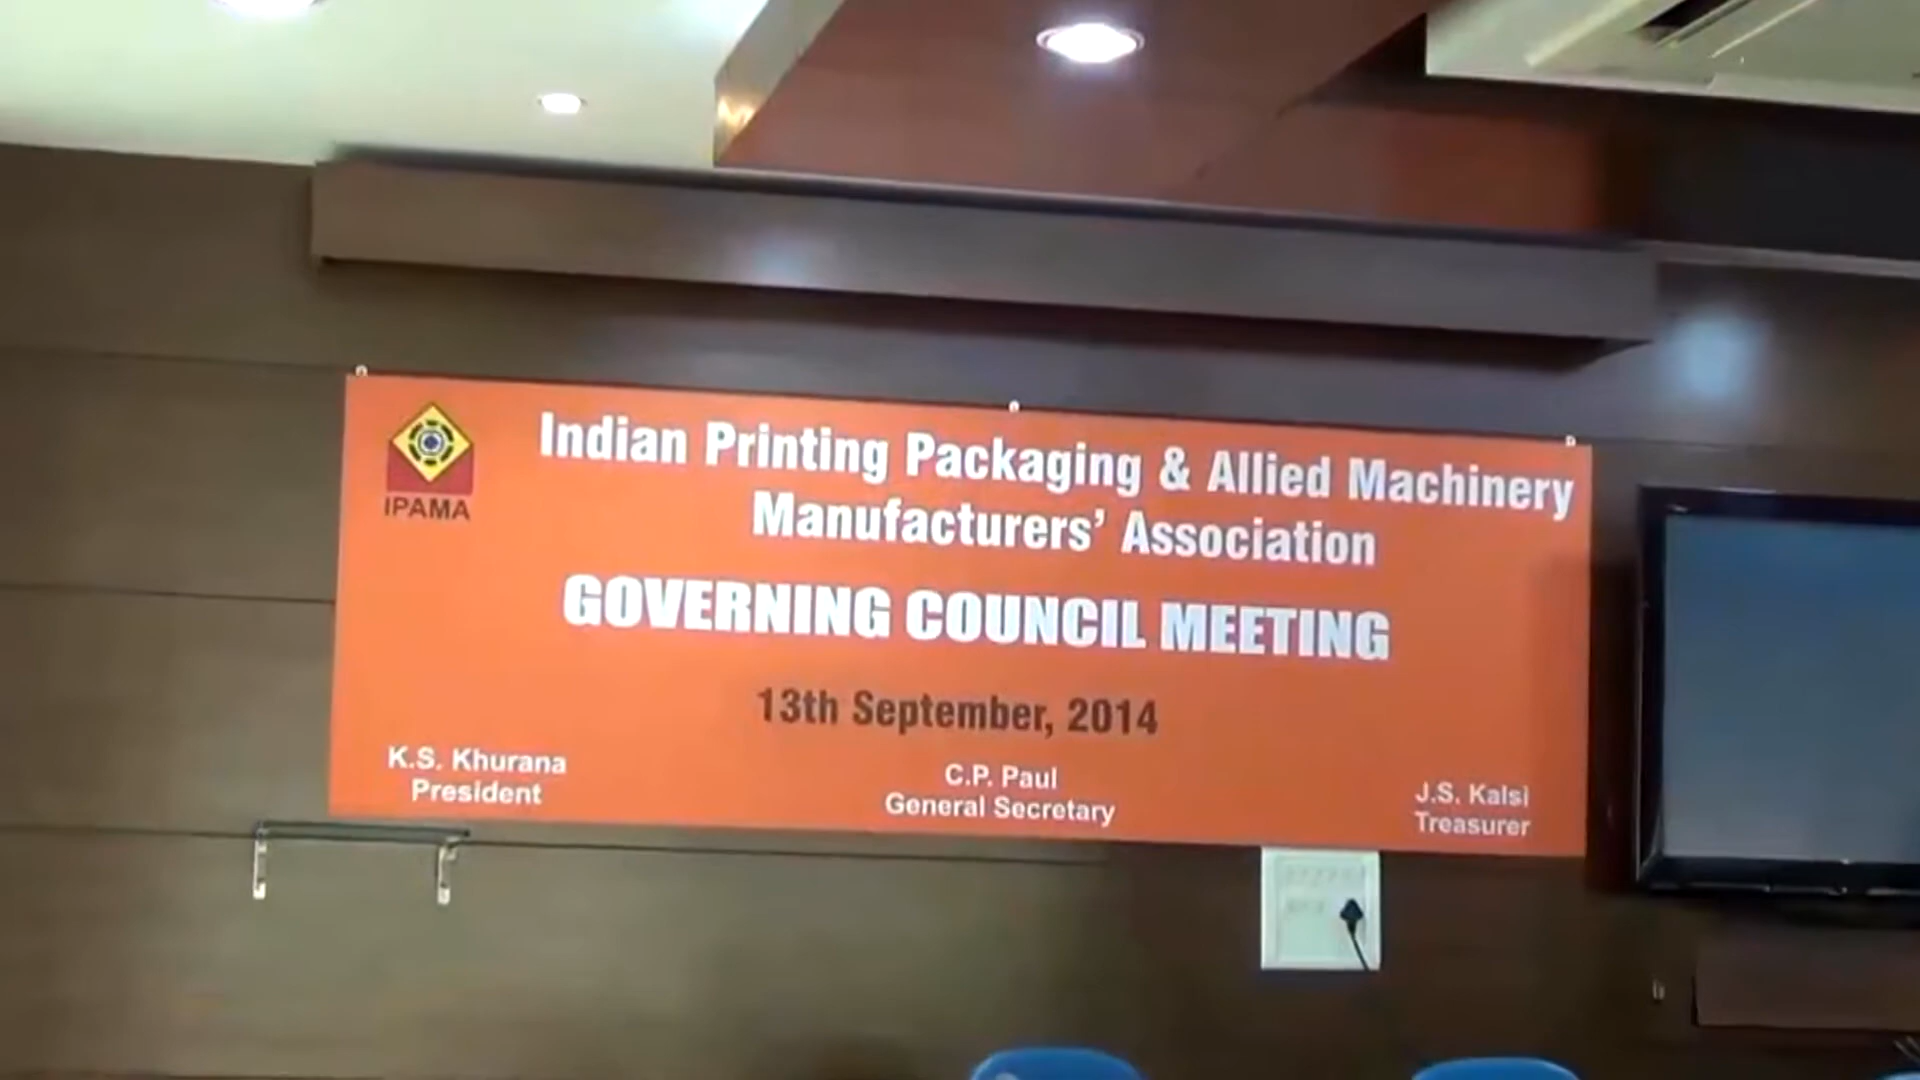 IPAMA
Indian Printing Packaging & Allied Machinery
Manufacturers' Association
GOVERNING COUNCIL MEETING
13th September, 2014
K.S. Khurana
President
C.P. Paul
General Secretary
J.S. Kalsi
Treasurer